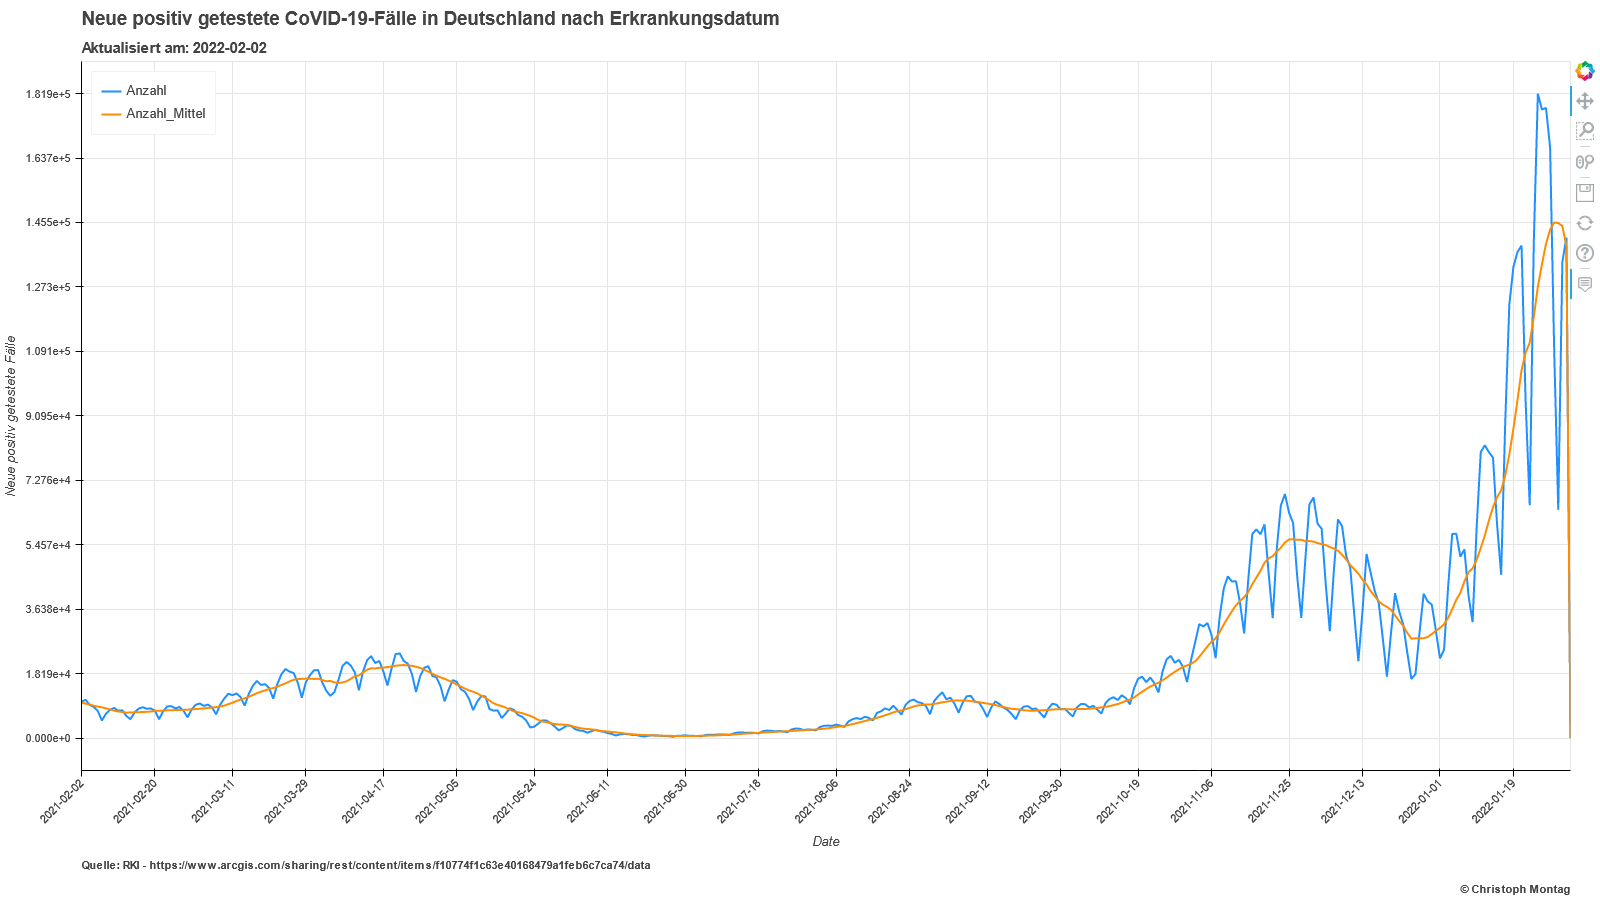 Neue positiv getestete CoVID-19-Fälle in Deutschland nach Erkrankungsdatum
Aktualisiert am: 2022-02-02
Anzahl
Anzahl_Mittel
1.819e+5
1.637e+5
1.455e+5
1.273e+5
1.091e+5
9.095e+4
7.276e+4
5.457e+4
3.638e+4
1.819e+4
0.000e+0
Neue positiv getestete Fälle
2021-02-02
2021-02-20
2021-03-11
2021-03-29
2021-04-17
2021-05-05
2021-05-24
2021-06-11
2021-06-30
2021-07-18
2021-08-06
2021-08-24
2021-09-12
2021-09-30
2021-10-19
2021-11-06
2021-11-25
2021-12-13
2022-01-01
2022-01-19
Date
Quelle: RKI - https://www.arcgis.com/sharing/rest/content/items/f10774f1c63e40168479a1feb6c7ca74/data
© Christoph Montag